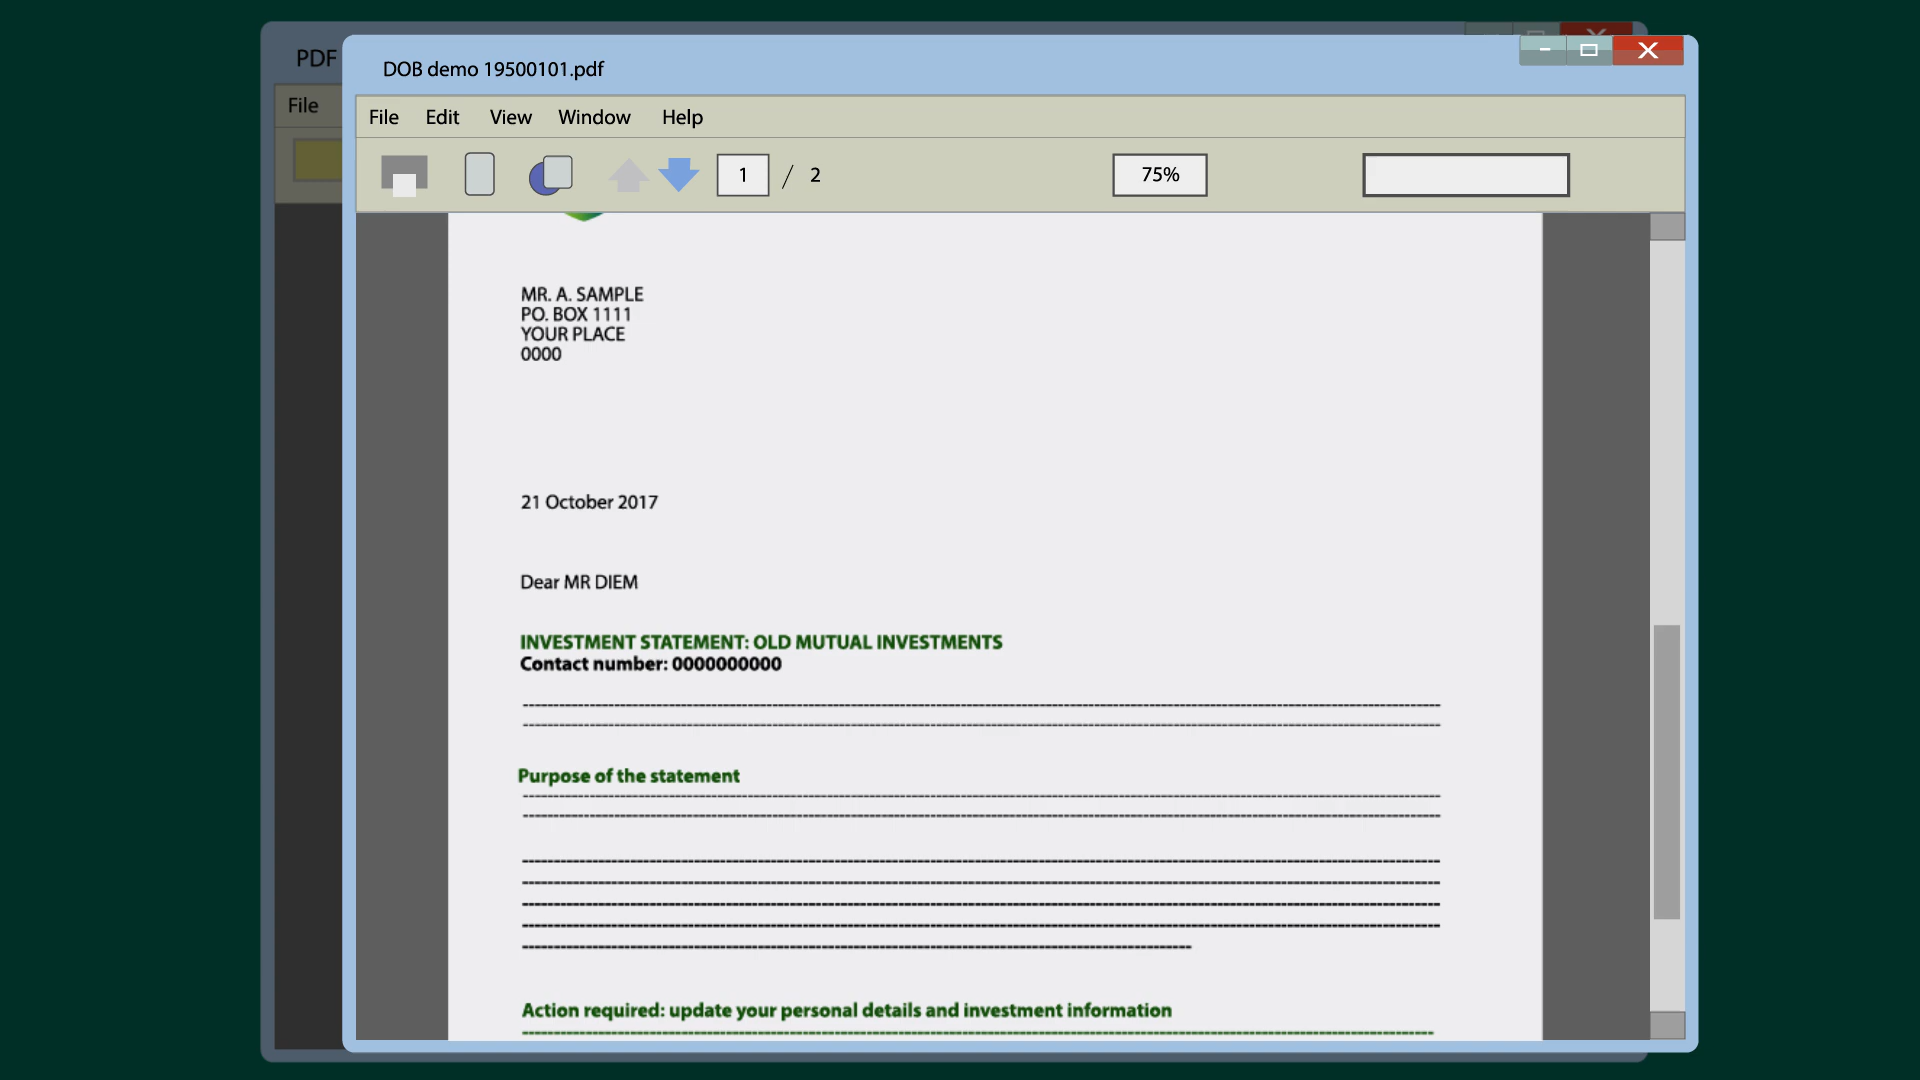 PDF
File
DOB demo 19500101.pdf
File Edit View Window Help
1 / 2 75%
MR. A. SAMPLE
PO. BOX 1111
YOUR PLACE
0000
21 October 2017
Dear MR DIEM
INVESTMENT STATEMENT: OLD MUTUAL INVESTMENTS
Contact number: 0000000000
Purpose of the statement
Action required: update your personal details and investment information